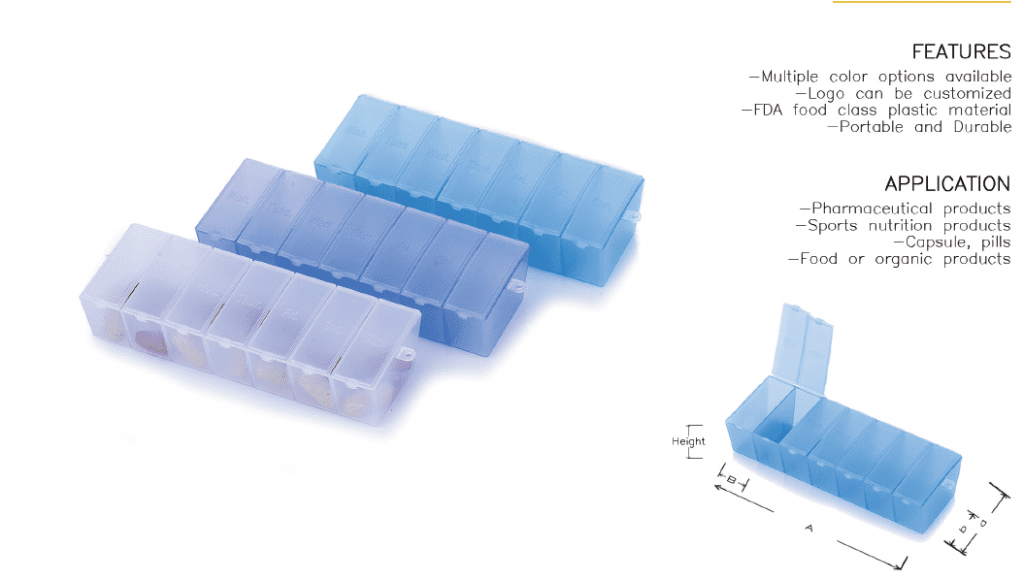 FEATURES
—Multiple color options available
—Logo can be customized
—FDA food class plastic material
—Portable and Durable
APPLICATION
—Pharmaceutical products
—Sports nutrition products
—Capsule, pills
—Food or organic products
Height
B
A
b
a